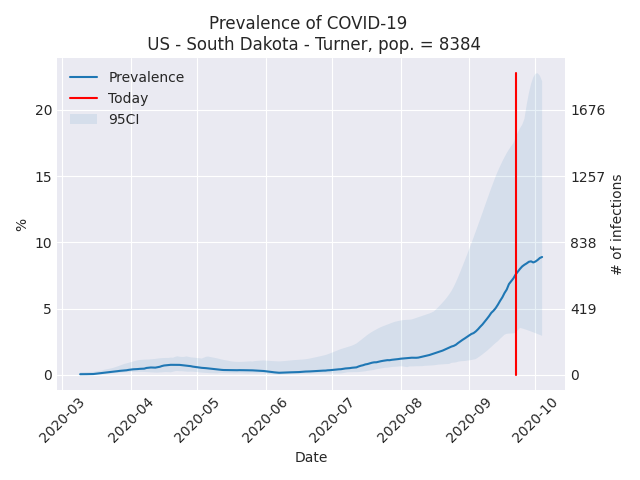 Prevalence of COVID-19
US - South Dakota - Turner, pop. = 8384
Prevalence
Today
95CI
20
15
10
5
0
%
1676
1257
838
419
0
# of infections
2020-03
2020-04
2020-05
2020-06
2020-07
2020-08
2020-09
2020-10
Date